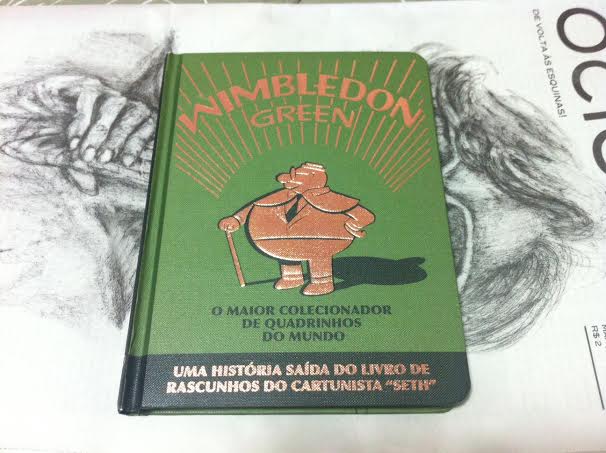 WIMBLEDON
GREEN
O MAIOR COLECIONADOR
DE QUADRINHOS
DO MUNDO
UMA HISTÓRIA SAÍDA DO LIVRO DE
RASCUNHOS DO CARTUNISTA "SETH"
DE VOLTA ÀS ESQUINAS!
R$ 2